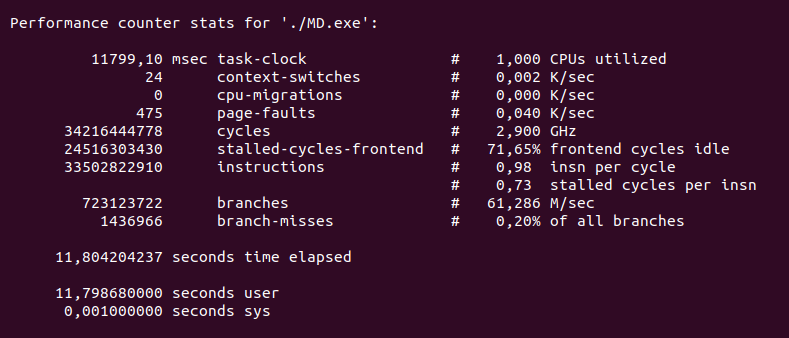 Performance counter stats for './MD.exe':
11799,10 msec task-clock # 1,000 CPUs utilized
24 context-switches # 0,002 K/sec
0 cpu-migrations # 0,000 K/sec
475 page-faults # 0,040 K/sec
34216444778 cycles # 2,900 GHz
24516303430 stalled-cycles-frontend # 71,65% frontend cycles idle
33502822910 instructions # 0,98 insn per cycle
# 0,73 stalled cycles per insn
723123722 branches # 61,286 M/sec
1436966 branch-misses # 0,20% of all branches
11,804204237 seconds time elapsed
11,798680000 seconds user
0,001000000 seconds sys